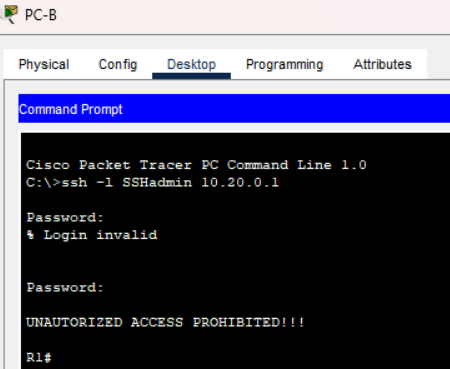 PC-B
Physical Config Desktop Programming Attributes
Command Prompt
Cisco Packet Tracer PC Command Line 1.0
C:\>ssh -l SSHadmin 10.20.0.1
Password:
% Login invalid
Password:
UNAUTORIZED ACCESS PROHIBITED!!!
R1#